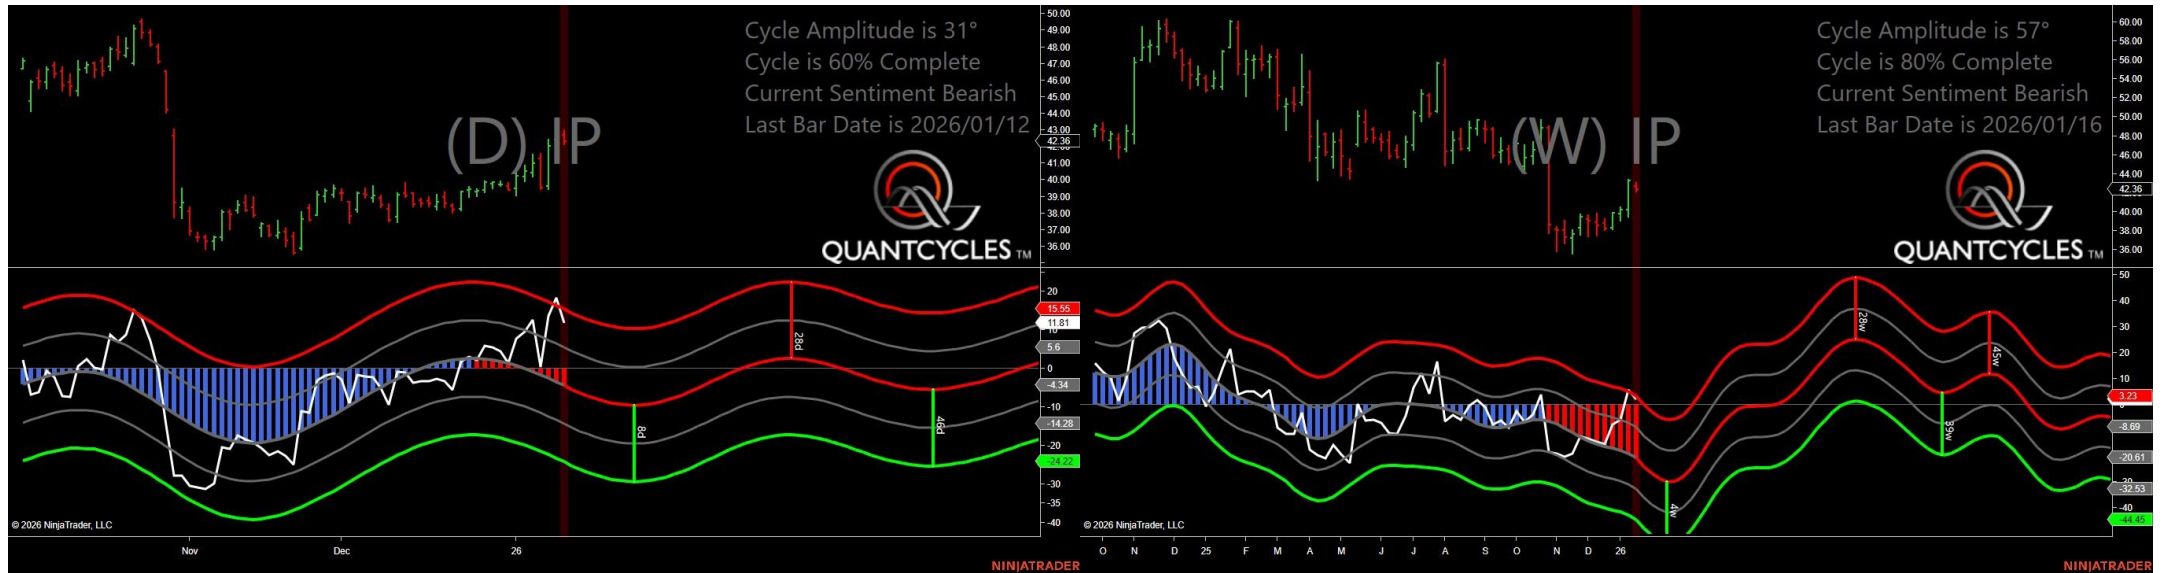 Cycle Amplitude is 31°
Cycle is 60% Complete
Current Sentiment Bearish
Last Bar Date is 2026/01/12
(D) IP
QUANTCYCLES TM
50.00
49.00
48.00
47.00
46.00
45.00
44.00
43.00
42.36
41.00
40.00
39.00
38.00
37.00
36.00
20
15.55
11.81
5.6
0
-4.34
-10
-14.28
-20
-24.22
-30
-35
-40
28d
8d
46d
© 2026 NinjaTrader, LLC
Nov Dec 26
NINJATRADER
Cycle Amplitude is 57°
Cycle is 80% Complete
Current Sentiment Bearish
Last Bar Date is 2026/01/16
(W) IP
QUANTCYCLES TM
60.00
58.00
56.00
54.00
52.00
50.00
48.00
46.00
44.00
42.36
40.00
38.00
36.00
50
40
30
20
10
3.23
-8.69
-20.61
-32.53
-44.45
28w
45w
39w
4w
© 2026 NinjaTrader, LLC
O N D 25 F M A M J J A S O N D 26
NINJATRADER